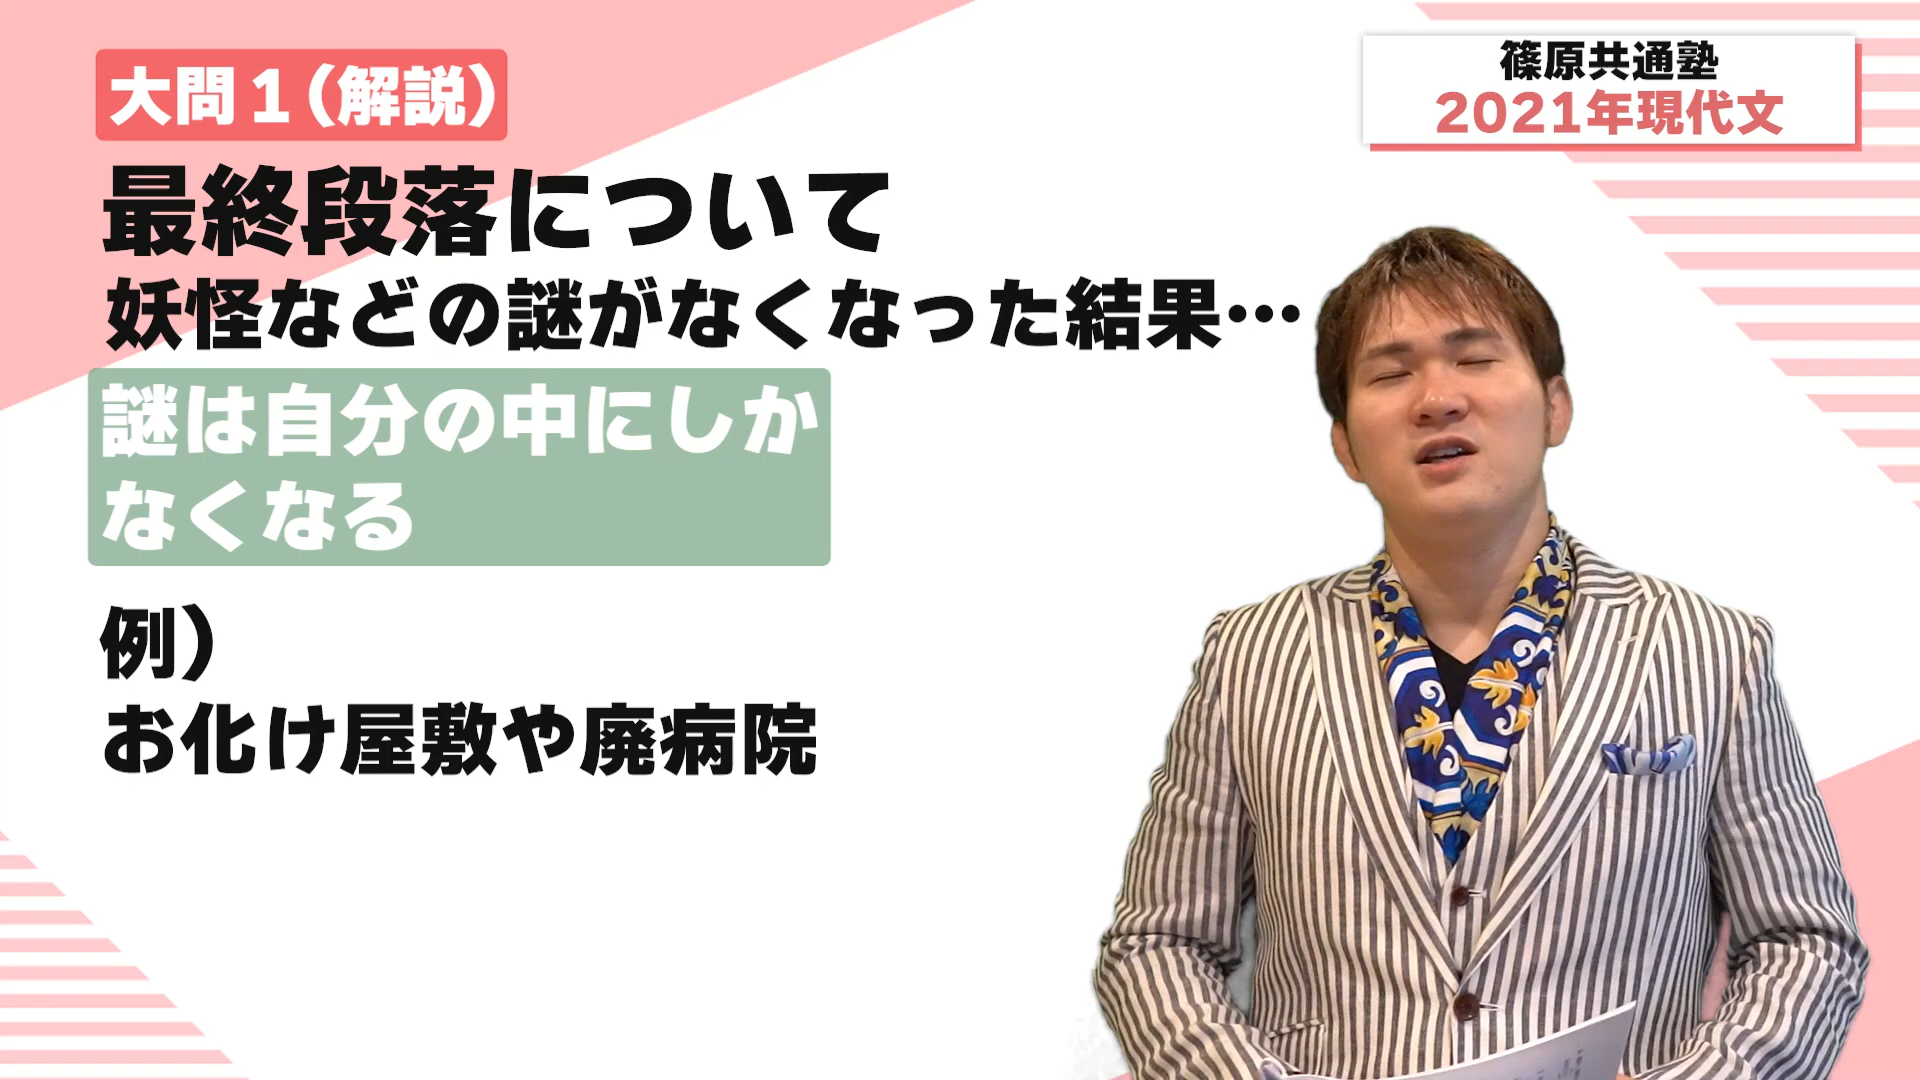 大問1(解説)
篠原共通塾
2021年現代文
最終段落について
妖怪などの謎がなくなった結果…
謎は自分の中にしか
なくなる
例)
お化け屋敷や廃病院